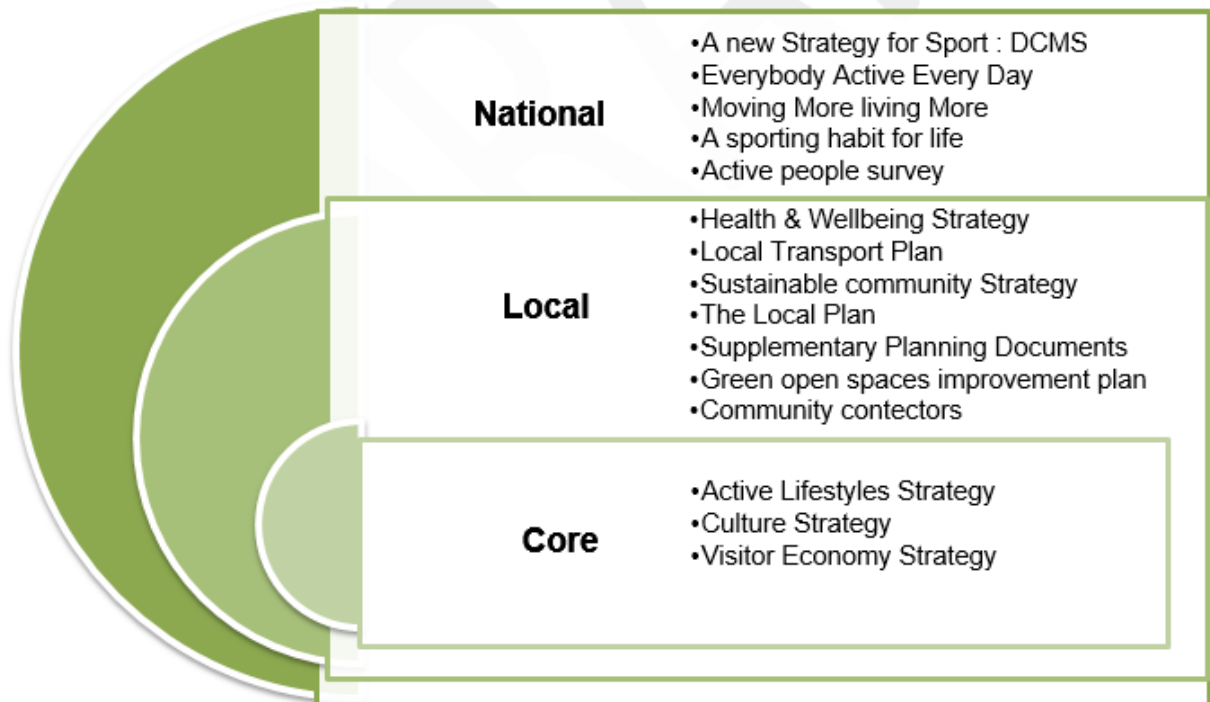 National
•A new Strategy for Sport : DCMS
•Everybody Active Every Day
•Moving More living More
•A sporting habit for life
•Active people survey
Local
•Health & Wellbeing Strategy
•Local Transport Plan
•Sustainable community Strategy
•The Local Plan
•Supplementary Planning Documents
•Green open spaces improvement plan
•Community contectors
Core
•Active Lifestyles Strategy
•Culture Strategy
•Visitor Economy Strategy